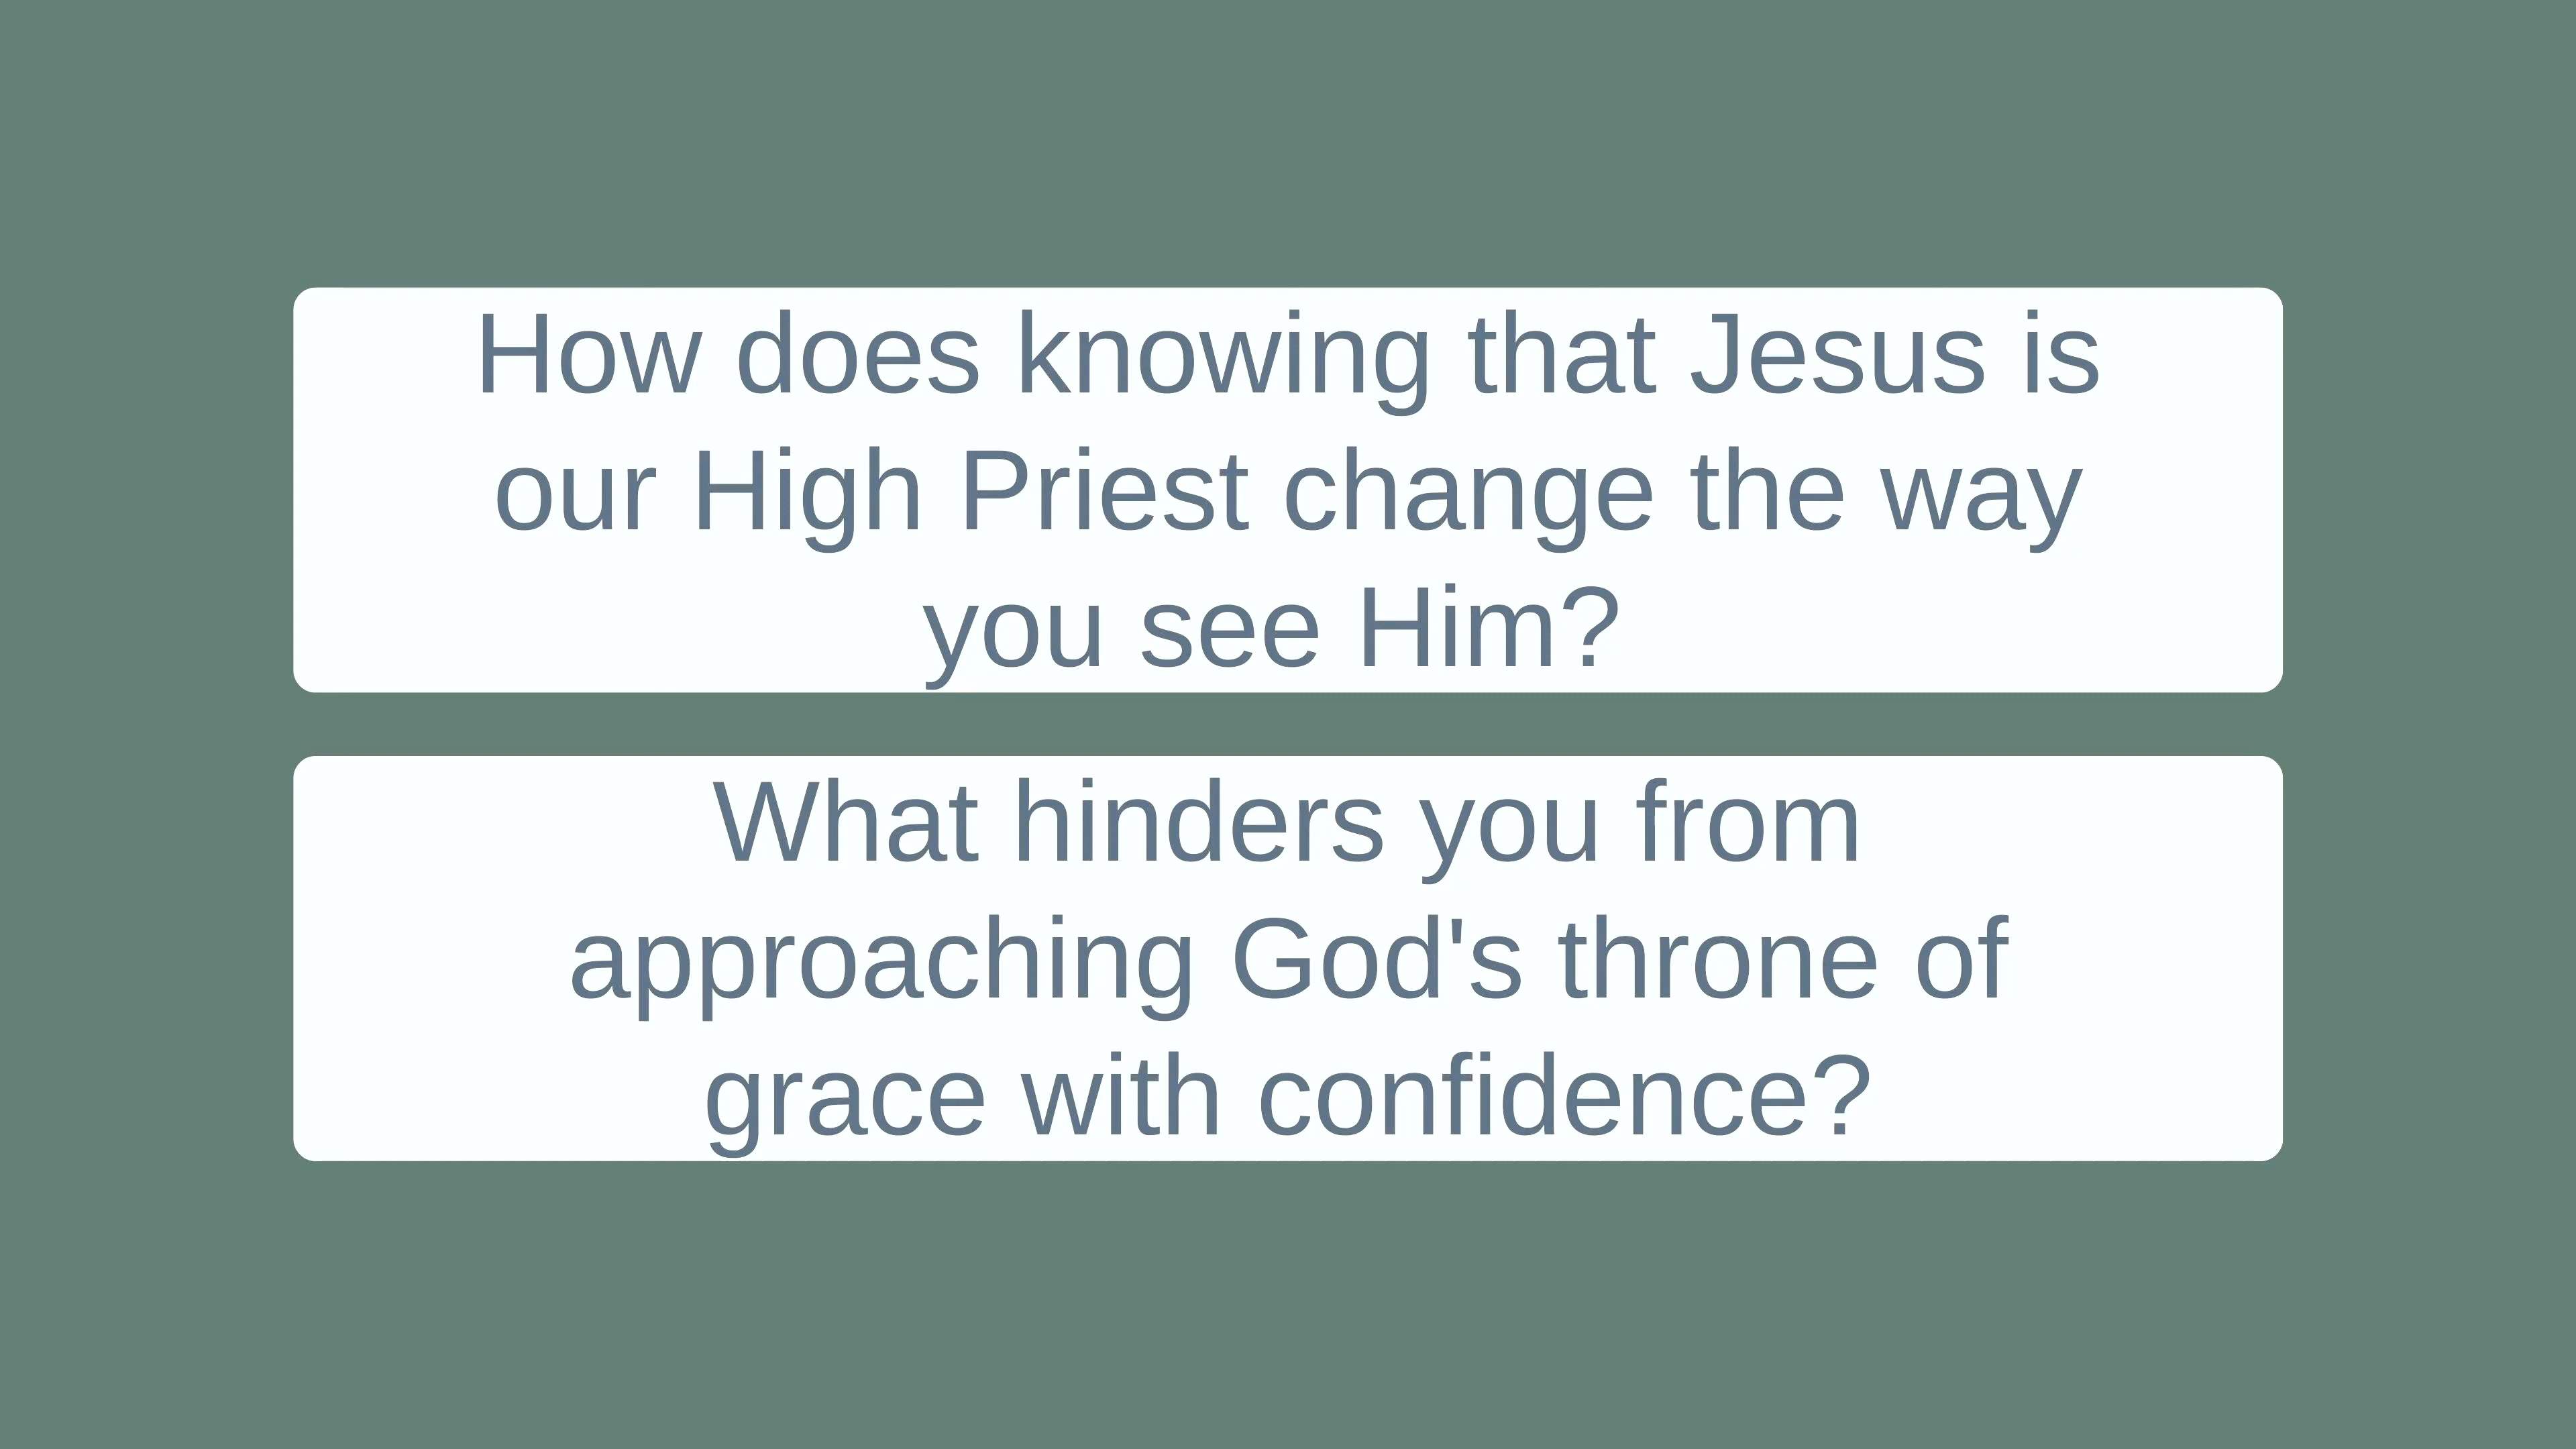 How does knowing that Jesus is
our High Priest change the way
you see Him?
What hinders you from
approaching God's throne of
grace with confidence?